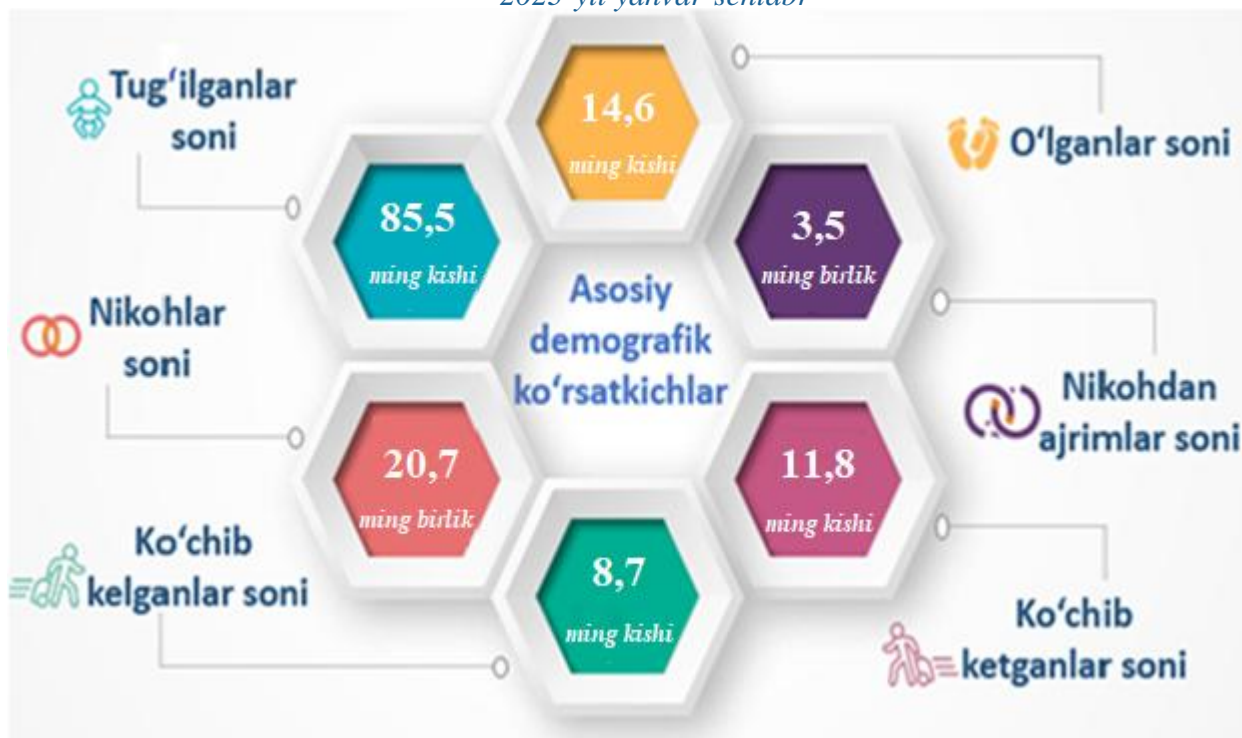 Tug‘ilganlar
soni
14,6
ming kishi
O‘lganlar soni
85,5
ming kishi
3,5
ming birlik
Asosiy
demografik
ko‘rsatkichlar
Nikohlar
soni
Nikohdan
ajrimlar soni
20,7
ming birlik
11,8
ming kishi
Ko‘chib
kelganlar soni
8,7
ming kishi
Ko‘chib
ketganlar soni